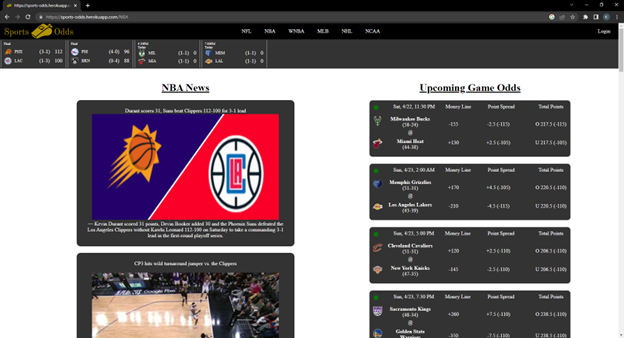 https://sports-odds.herokuapp.com
https://sports-odds.herokuapp.com/NBA
Sports Odds
NFL NBA WNBA MLB NHL NCAA
Login
Final
PHX (3-1) 112
LAC (1-3) 100
Final
PHI (4-0) 96
BKN (0-4) 88
Today
MIL (1-1) 0
MIA (1-1) 0
Today
MEM (1-1) 0
LAL (1-1) 0
NBA News
Durant scores 31, Suns beat Clippers 112-100 for 3-1 lead
— Kevin Durant scored 31 points, Devin Booker added 30 and the Phoenix Suns defeated the
Los Angeles Clippers without Kawhi Leonard 112-100 on Saturday to take a commanding 3-1
lead in the first-round playoff series.
CP3 hits wild turnaround jumper vs. the Clippers
Upcoming Game Odds
Sat, 4/22, 11:30 PM Money Line Point Spread Total Points
Milwaukee Bucks
(58-24) -155 -2.5 (-115) O 217.5 (-115)
@
Miami Heat
(44-38) +130 +2.5 (-105) U 217.5 (-105)
Sun, 4/23, 2:00 AM Money Line Point Spread Total Points
Memphis Grizzlies
(51-31) +170 +4.5 (-105) O 220.5 (-110)
@
Los Angeles Lakers
(43-39) -210 -4.5 (-115) U 220.5 (-110)
Sun, 4/23, 5:00 PM Money Line Point Spread Total Points
Cleveland Cavaliers
(51-31) +120 +2.5 (-110) O 206.5 (-110)
@
New York Knicks
(47-35) -145 -2.5 (-110) U 206.5 (-110)
Sun, 4/23, 7:30 PM Money Line Point Spread Total Points
Sacramento Kings
(48-34) +260 +7.5 (-110) O 238.5 (-110)
@
Golden State
Warriors -350 -7.5 (-110) U 238.5 (-110)